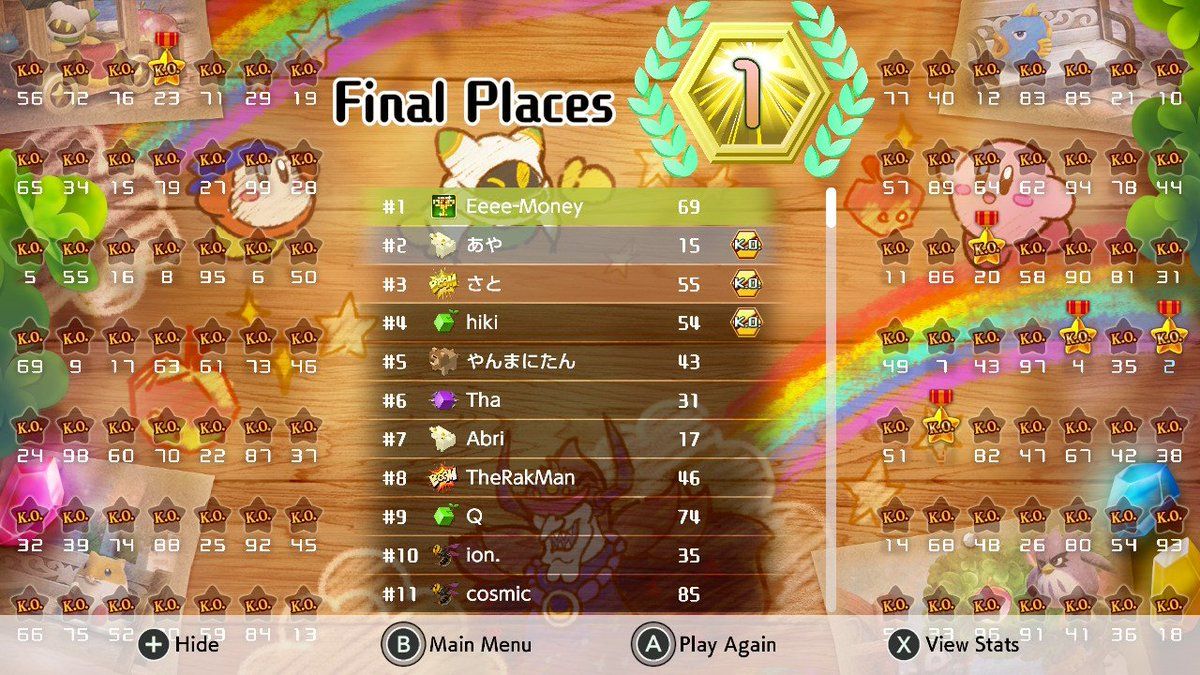 Final Places
1
#1 Eeee-Money 69
#2 あや 15 K.O.
#3 さと 55 K.O.
#4 hiki 54 K.O.
#5 やんまにたん 43
#6 Tha 31
#7 Abri 17
#8 TheRakMan 46
#9 Q 74
#10 ion. 35
#11 cosmic 85
K.O. K.O. K.O. K.O. K.O. K.O. K.O.
56 72 76 23 71 29 19
K.O. K.O. K.O. K.O. K.O. K.O. K.O.
65 34 15 79 27 99 28
K.O. K.O. K.O. K.O. K.O. K.O. K.O.
5 55 16 8 95 6 50
K.O. K.O. K.O. K.O. K.O. K.O. K.O.
69 9 17 63 61 73 46
K.O. K.O. K.O. K.O. K.O. K.O. K.O.
24 98 60 70 22 87 37
K.O. K.O. K.O. K.O. K.O. K.O. K.O.
32 39 74 88 25 92 45
K.O. K.O. K.O. K.O. K.O. K.O. K.O.
66 75 52 59 84 13
K.O. K.O. K.O. K.O. K.O. K.O. K.O.
77 40 12 83 85 21 10
K.O. K.O. K.O. K.O. K.O. K.O. K.O.
57 89 64 62 94 78 44
K.O. K.O. K.O. K.O. K.O. K.O. K.O.
11 86 20 58 90 81 31
K.O. K.O. K.O. K.O. K.O. K.O. K.O.
49 7 43 97 4 35 2
K.O. K.O. K.O. K.O. K.O. K.O. K.O.
51 82 47 67 42 38
K.O. K.O. K.O. K.O. K.O. K.O. K.O.
14 68 48 26 80 54 93
K.O. K.O. K.O. K.O. K.O. K.O. K.O.
33 96 91 41 36 18
+ Hide B Main Menu A Play Again X View Stats